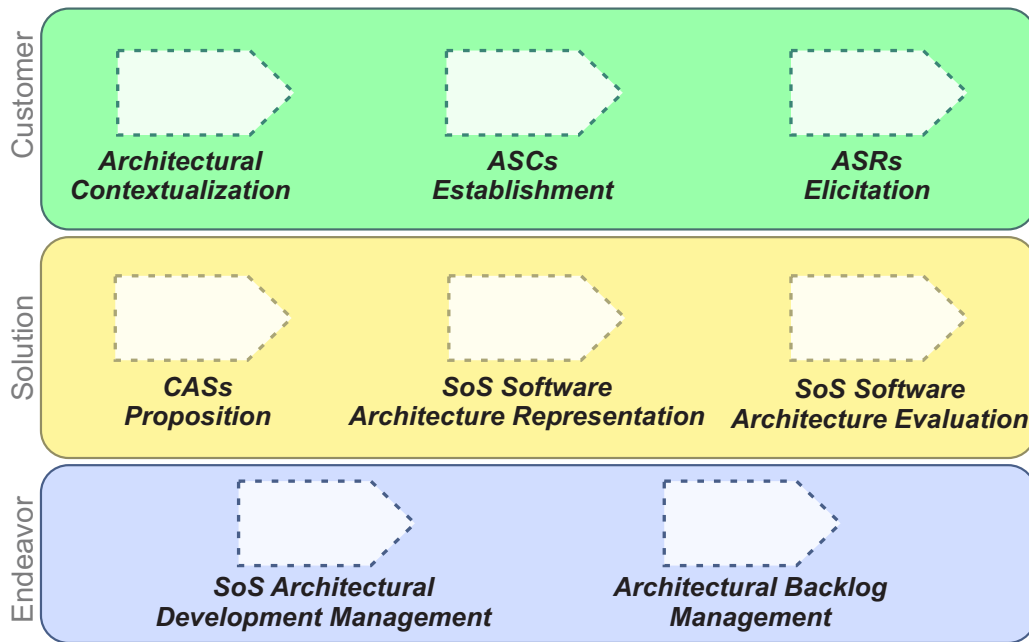 Customer
Architectural
Contextualization
ASCs
Establishment
ASRs
Elicitation
Solution
CASs
Proposition
SoS Software
Architecture Representation
SoS Software
Architecture Evaluation
Endeavor
SoS Architectural
Development Management
Architectural Backlog
Management